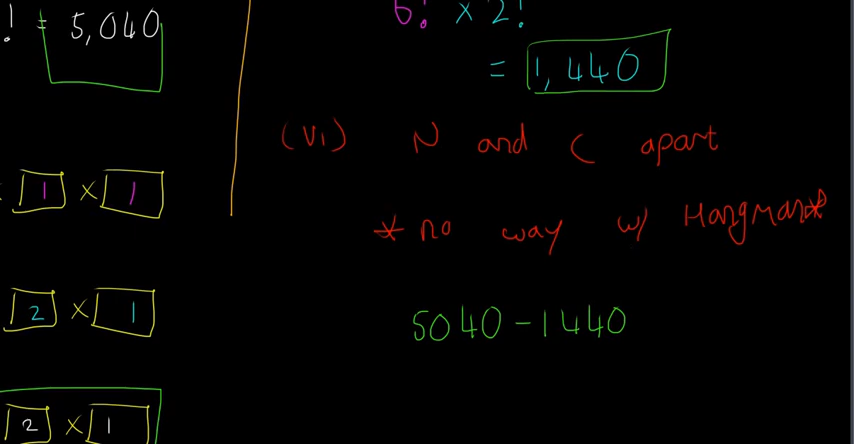 ! = 5,040
6! × 2!
= 1,440
(vi) N and C apart
1 × 1
* no way w/ Hangman*
2 × 1
5040 - 1440
2 × 1